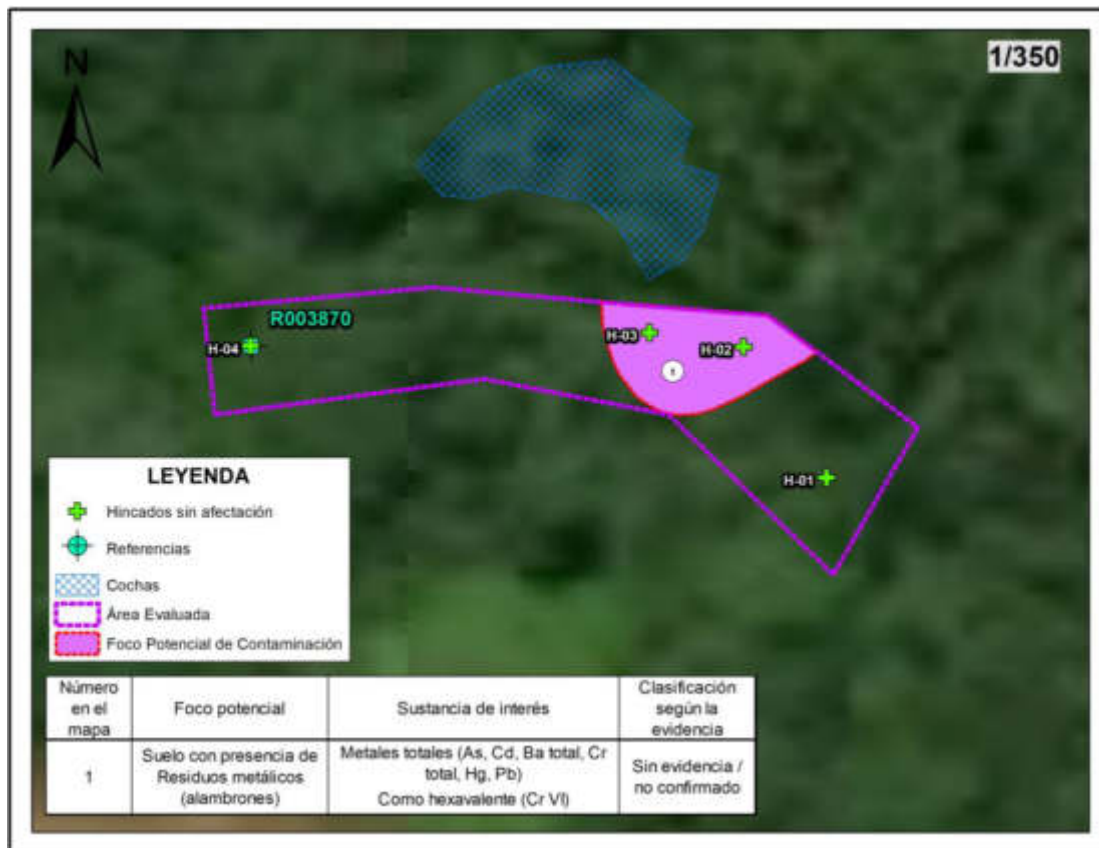 N
1/350
R003870
H-04
H-03
H-02
1
H-01
LEYENDA
Hincados sin afectación
Referencias
Cochas
Área Evaluada
Foco Potencial de Contaminación
Número
en el
mapa
Foco potencial
Sustancia de interés
Clasificación
según la
evidencia
1
Suelo con presencia de
Residuos metálicos
(alambrones)
Metales totales (As, Cd, Ba total, Cr
total, Hg, Pb)
Como hexavalente (Cr VI)
Sin evidencia /
no confirmado